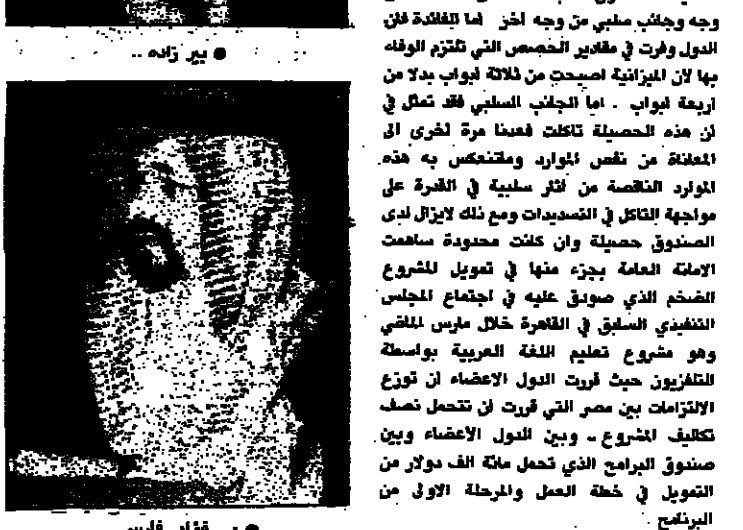 وجه وجانب سلبي من وجه آخر اما الفائدة فان
الدول وفرت في مقادير الحصص التي تلتزم الوفاء
بها لان الميزانية اصبحت من ثلاثة ابواب بدلا من
اربعة ابواب . اما الجانب السلبي فقد تمثل في
ان هذه الحصيلة تاكلت فعدنا مرة اخرى الى
المعاناة من نقص الموارد وماتنعكس به هذه
الموارد الناقصة من اثار سلبية في القدرة على
مواجهة التاكل في التسديدات ومع ذلك لايزال لدى
الصندوق حصيلة وان كانت محدودة ساهمت
الامانة العامة بجزء منها في تمويل المشروع
الضخم الذي صودق عليه في اجتماع المجلس
التنفيذي السابق في القاهرة خلال مارس الماضي
وهو مشروع تعليم اللغة العربية بواسطة
التلفزيون حيث قررت الدول الاعضاء ان توزع
الالتزامات بين مصر التي قررت ان تتحمل نصف
تكاليف المشروع .. وبين الدول الأعضاء وبين
صندوق البرامج الذي تحمل مائة الف دولار من
التمويل في خطة العمل والمرحلة الاولى من
البرنامج .
● بير زاده ..
فؤاد فارس